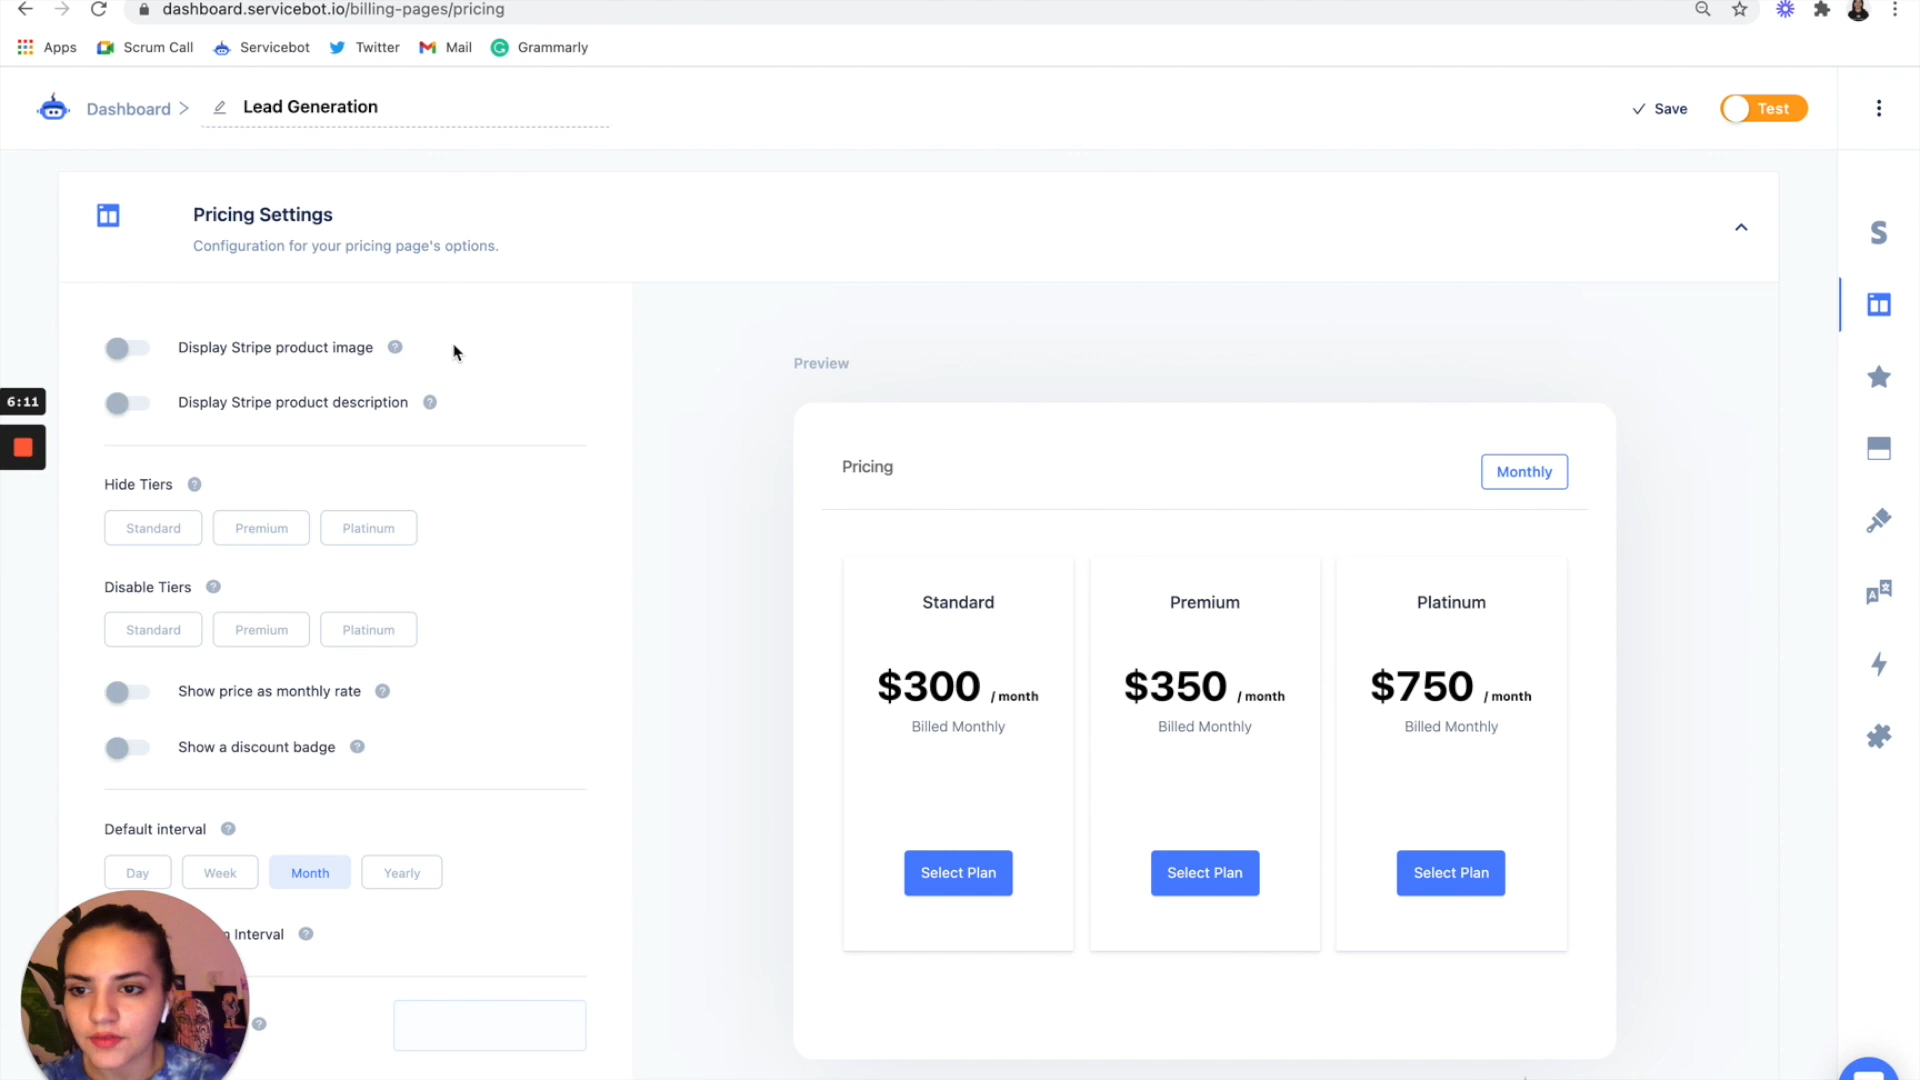 dashboard.servicebot.io/billing-pages/pricing
Apps Scrum Call Servicebot Twitter Mail Grammarly
Dashboard > Lead Generation Save Test
Pricing Settings
Configuration for your pricing page's options.
S
Display Stripe product image ?
Preview
Display Stripe product description ?
6:11
Pricing Monthly
Hide Tiers ?
Standard Premium Platinum
Disable Tiers ?
Standard Premium Platinum
Show price as monthly rate ?
Show a discount badge ?
Default interval ?
Day Week Month Yearly
Interval ?
?
Standard
$300 / month
Billed Monthly
Select Plan
Premium
$350 / month
Billed Monthly
Select Plan
Platinum
$750 / month
Billed Monthly
Select Plan